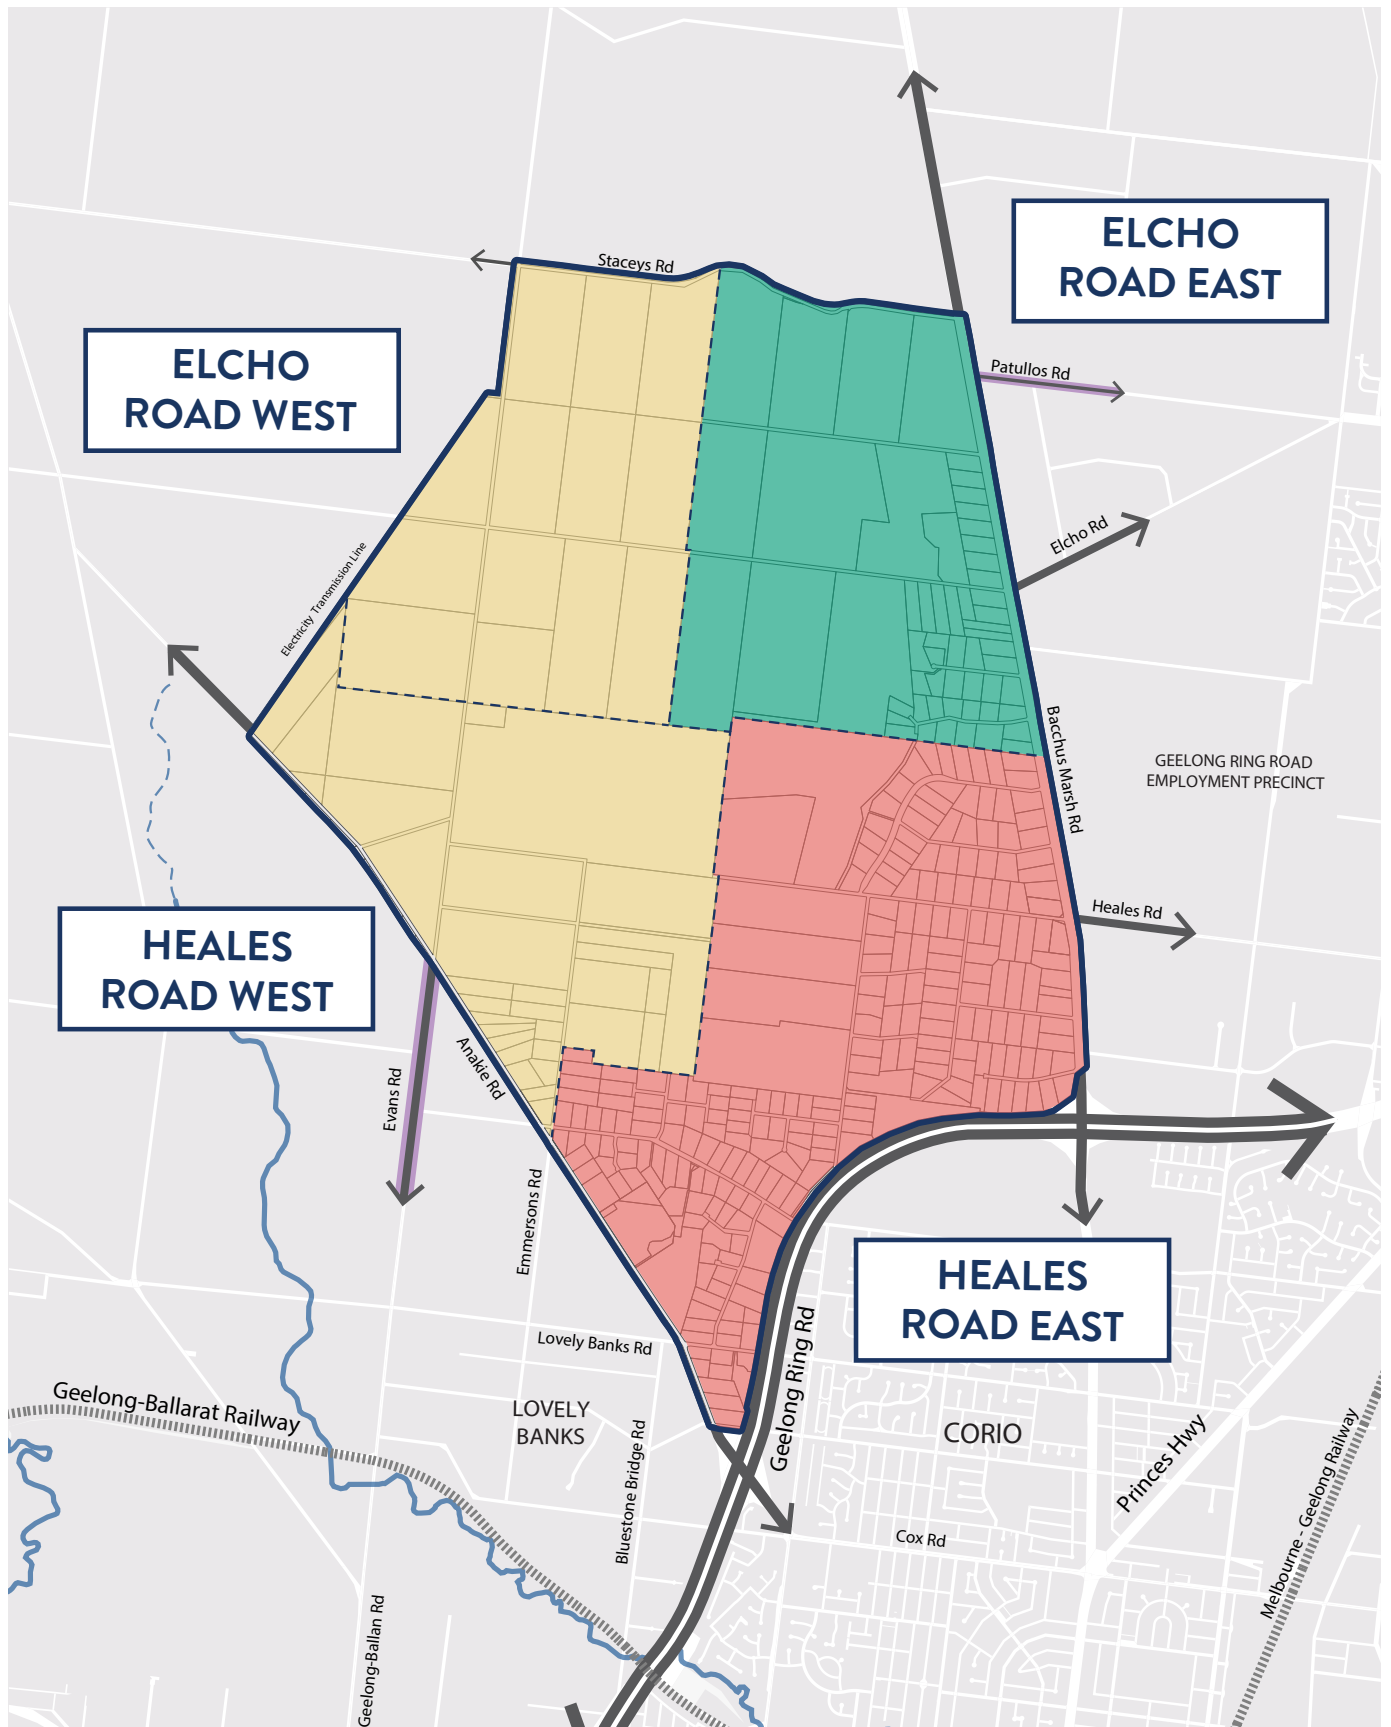 ELCHO
ROAD EAST
Staceys Rd
ELCHO
ROAD WEST
Patullos Rd
Elcho Rd
Electricity Transmission Line
Bacchus Marsh Rd
GEELONG RING ROAD
EMPLOYMENT PRECINCT
HEALES
ROAD WEST
Heales Rd
Anakie Rd
Evans Rd
Emmersons Rd
HEALES
ROAD EAST
Lovely Banks Rd
Geelong Ring Rd
Geelong-Ballarat Railway
LOVELY
BANKS
CORIO
Bluestone Bridge Rd
Princes Hwy
Melbourne - Geelong Railway
Cox Rd
Geelong-Ballan Rd